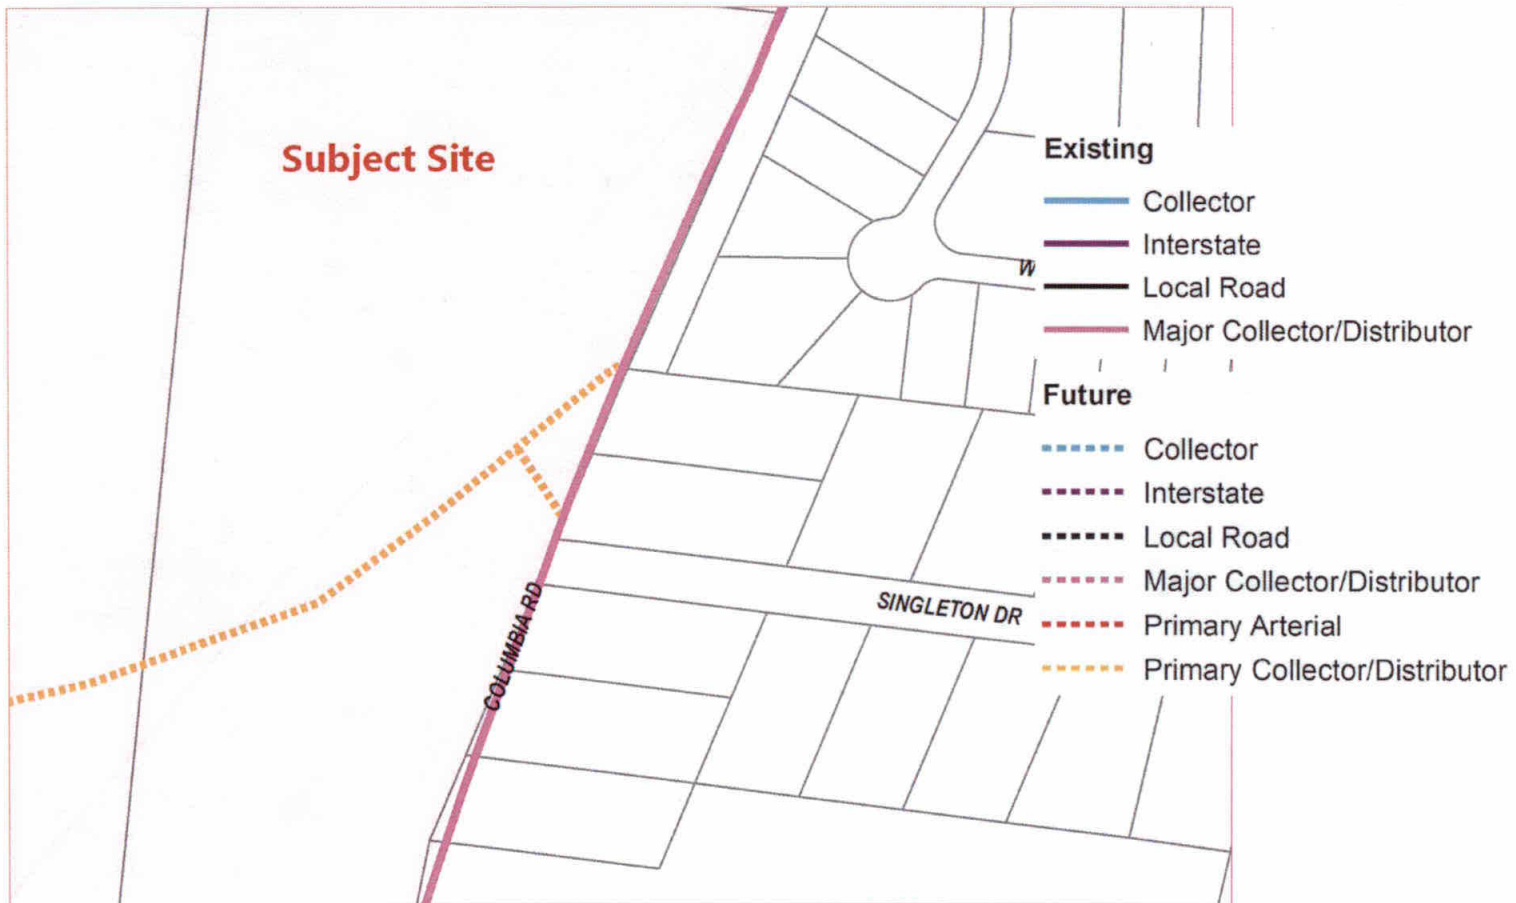 Subject Site
Existing
Collector
Interstate
W
Local Road
Major Collector/Distributor
Future
Collector
Interstate
Local Road
Major Collector/Distributor
SINGLETON DR
COLUMBIA RD
Primary Arterial
Primary Collector/Distributor